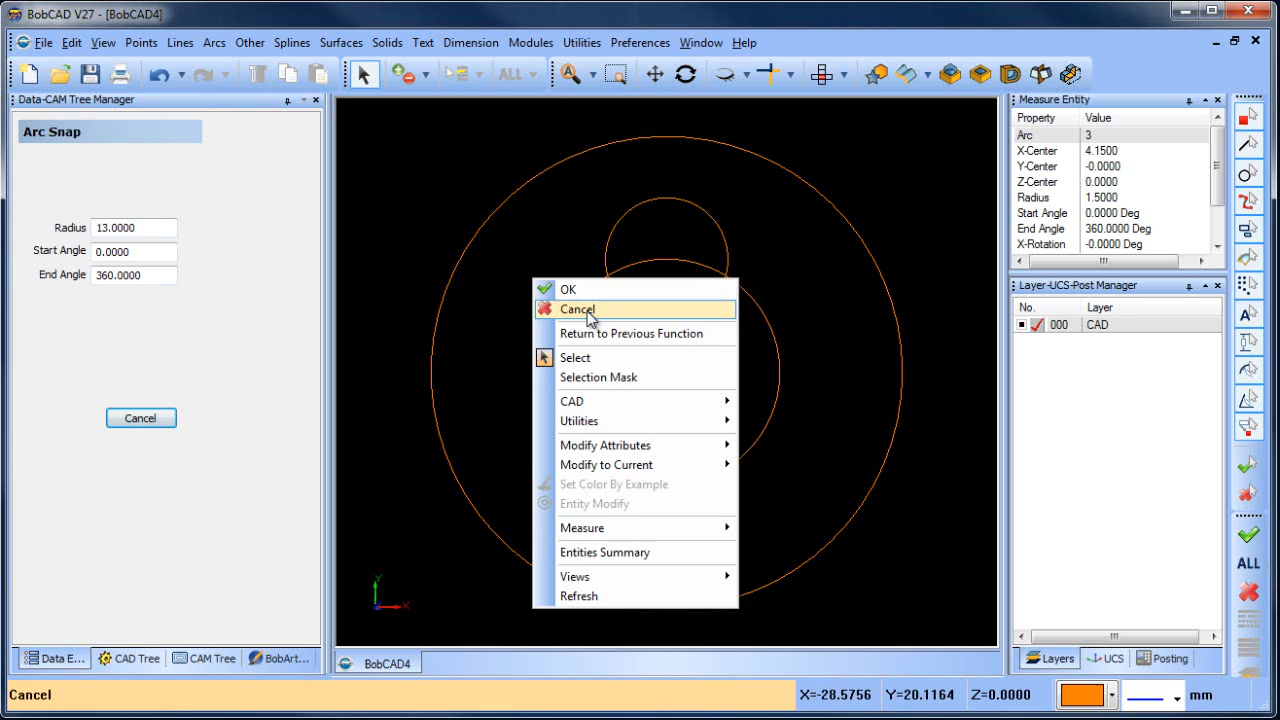 BobCAD V27 - [BobCAD4]
File Edit View Points Lines Arcs Other Splines Surfaces Solids Text Dimension Modules Utilities Preferences Window Help
ALL
Data-CAM Tree Manager
Arc Snap
Radius 13.0000
Start Angle 0.0000
End Angle 360.0000
Cancel
Data E... CAD Tree CAM Tree BobArt...
OK
Cancel
Return to Previous Function
Select
Selection Mask
CAD
Utilities
Modify Attributes
Modify to Current
Set Color By Example
Entity Modify
Measure
Entities Summary
Views
Refresh
Y
X
BobCAD4
Measure Entity
Property Value
Arc 3
X-Center 4.1500
Y-Center -0.0000
Z-Center 0.0000
Radius 1.5000
Start Angle 0.0000 Deg
End Angle 360.0000 Deg
X-Rotation -0.0000 Deg
Layer-UCS-Post Manager
No. Layer
000 CAD
Layers UCS Posting
A
ALL
Cancel
X=-28.5756 Y=20.1164 Z=0.0000 mm